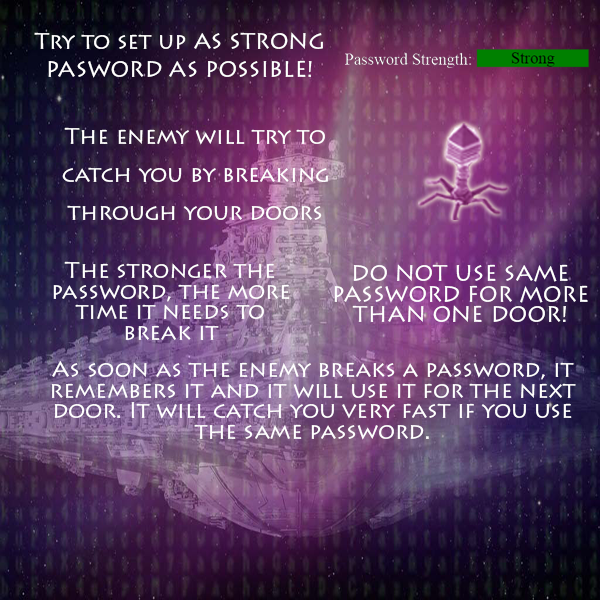 Try to set up as strong
pasword as possible!
Password Strength: Strong
The enemy will try to
catch you by breaking
through your doors
The stronger the
password, the more
time it needs to
break it
do not use same
password for more
than one door!
As soon as the enemy breaks a password, it
remembers it and it will use it for the next
door. It will catch you very fast if you use
the same password.